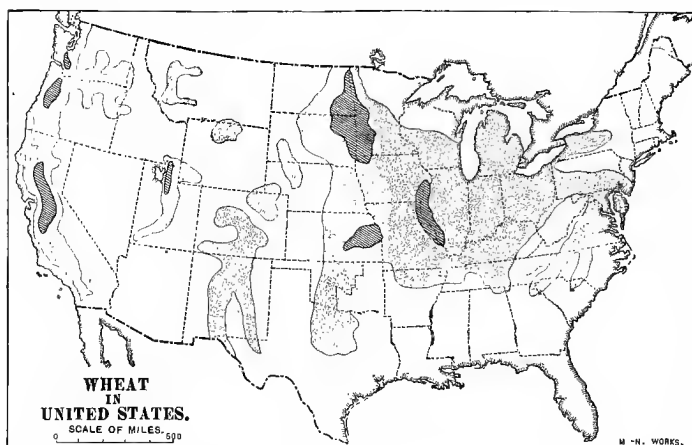 WHEAT
IN
UNITED STATES.
SCALE OF MILES.
0 500
M.-N. WORKS.